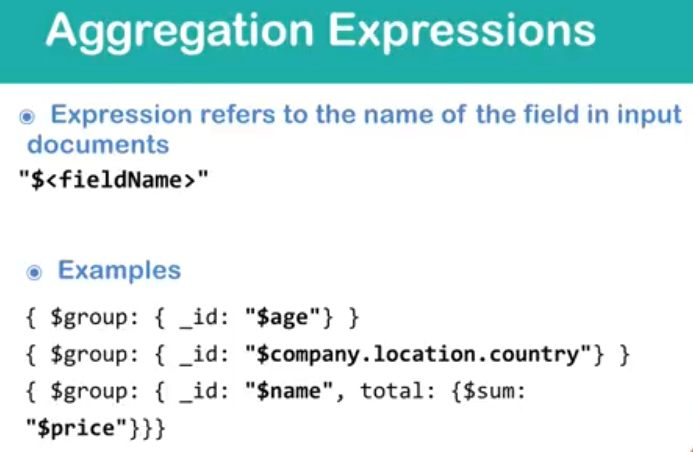 Aggregation Expressions
Expression refers to the name of the field in input
documents
"$<fieldName>"
Examples
{ $group: { _id: "$age"} }
{ $group: { _id: "$company.location.country"} }
{ $group: { _id: "$name", total: {$sum:
"$price"}}}